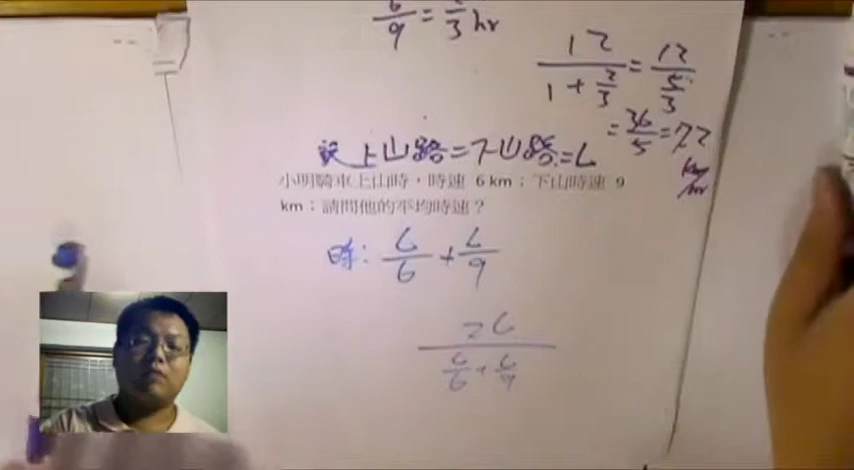 6/9 = 2/3 hr
12/(1 + 2/3) = 12/(5/3)
= 36/5 = 7.2
km/hr
設上山路=下山路=L
小明騎車上山時，時速 6 km；下山時速 9
km；請問他的平均時速？
時: L/6 + L/9
2L/(L/6 + L/9)